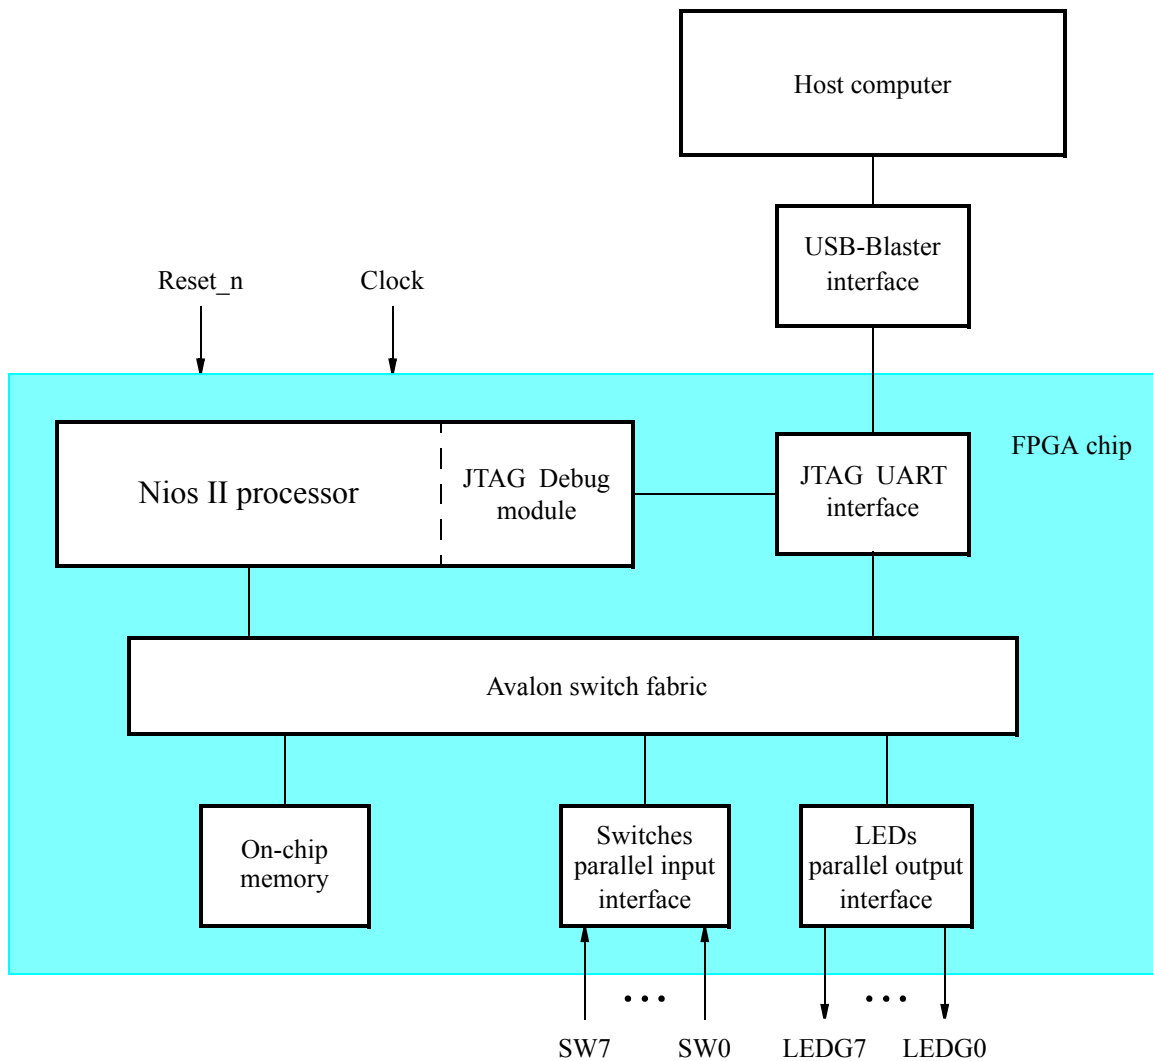 Host computer
USB-Blaster
interface
Reset_n
Clock
FPGA chip
Nios II processor
JTAG Debug
module
JTAG UART
interface
Avalon switch fabric
On-chip
memory
Switches
parallel input
interface
LEDs
parallel output
interface
SW7
• • •
SW0
LEDG7
• • •
LEDG0